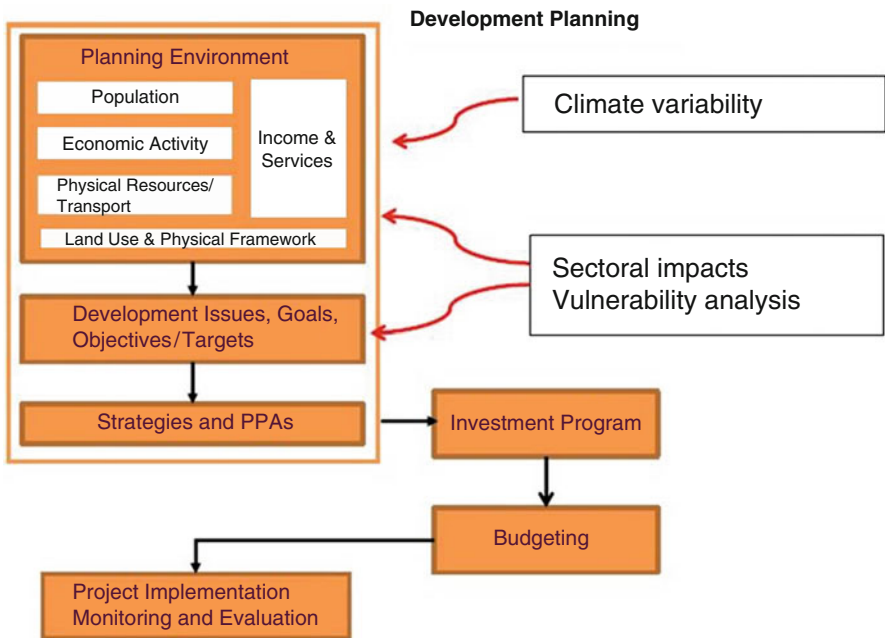 Development Planning
Planning Environment
Population
Economic Activity
Physical Resources/
Transport
Income &
Services
Land Use & Physical Framework
Climate variability
Sectoral impacts
Vulnerability analysis
Development Issues, Goals,
Objectives/Targets
Strategies and PPAs
Investment Program
Budgeting
Project Implementation
Monitoring and Evaluation